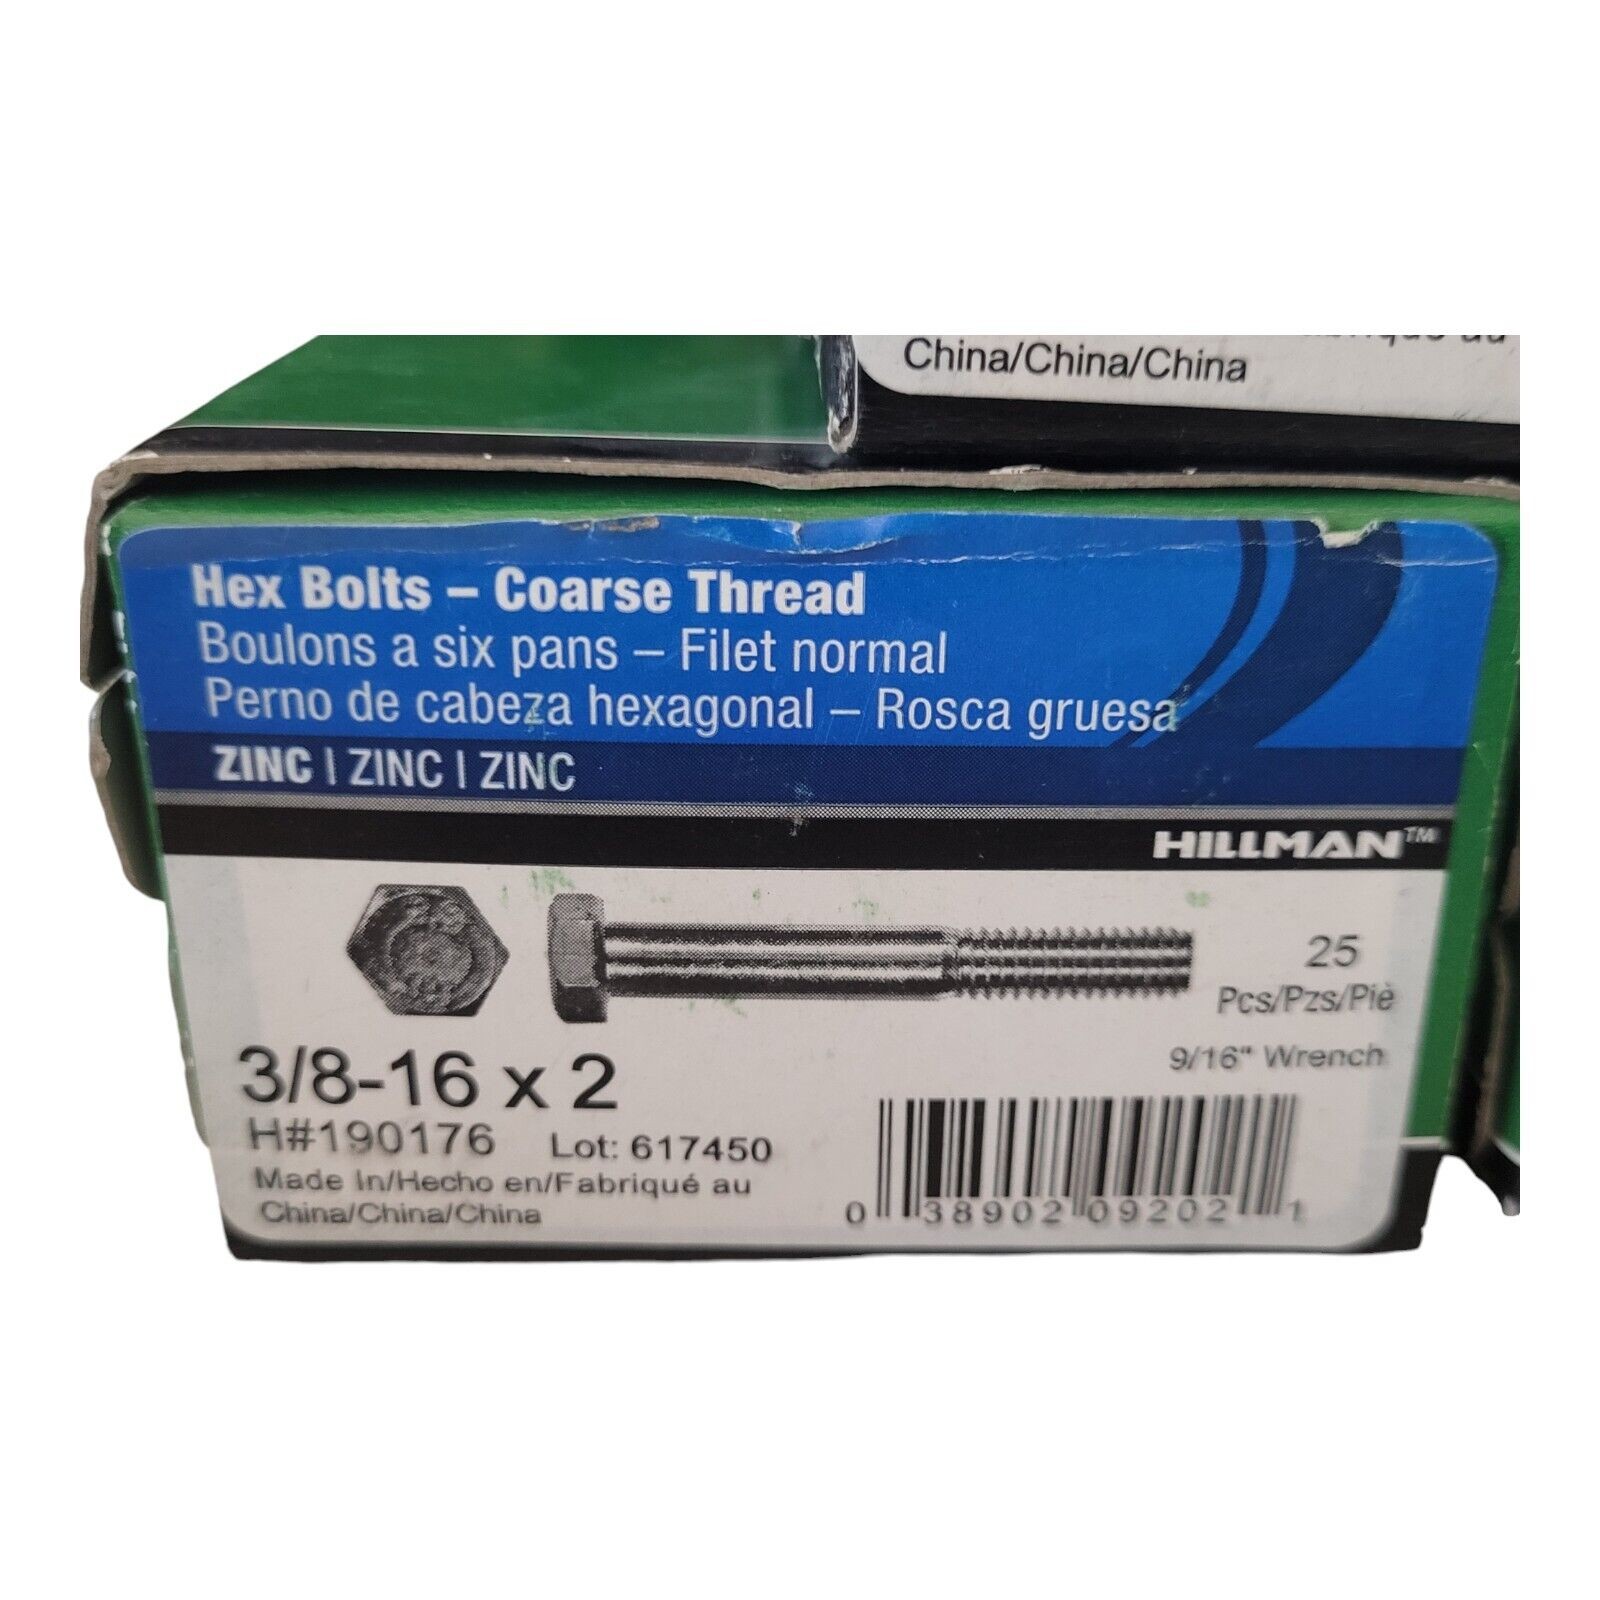 China/China/China
Hex Bolts – Coarse Thread
Boulons a six pans – Filet normal
Perno de cabeza hexagonal – Rosca gruesa
ZINC | ZINC | ZINC
HILLMAN™
25
Pcs/Pzs/Piè
9/16" Wrench
3/8-16 x 2
H#190176 Lot: 617450
Made In/Hecho en/Fabriqué au
China/China/China
0 38902 09202 1